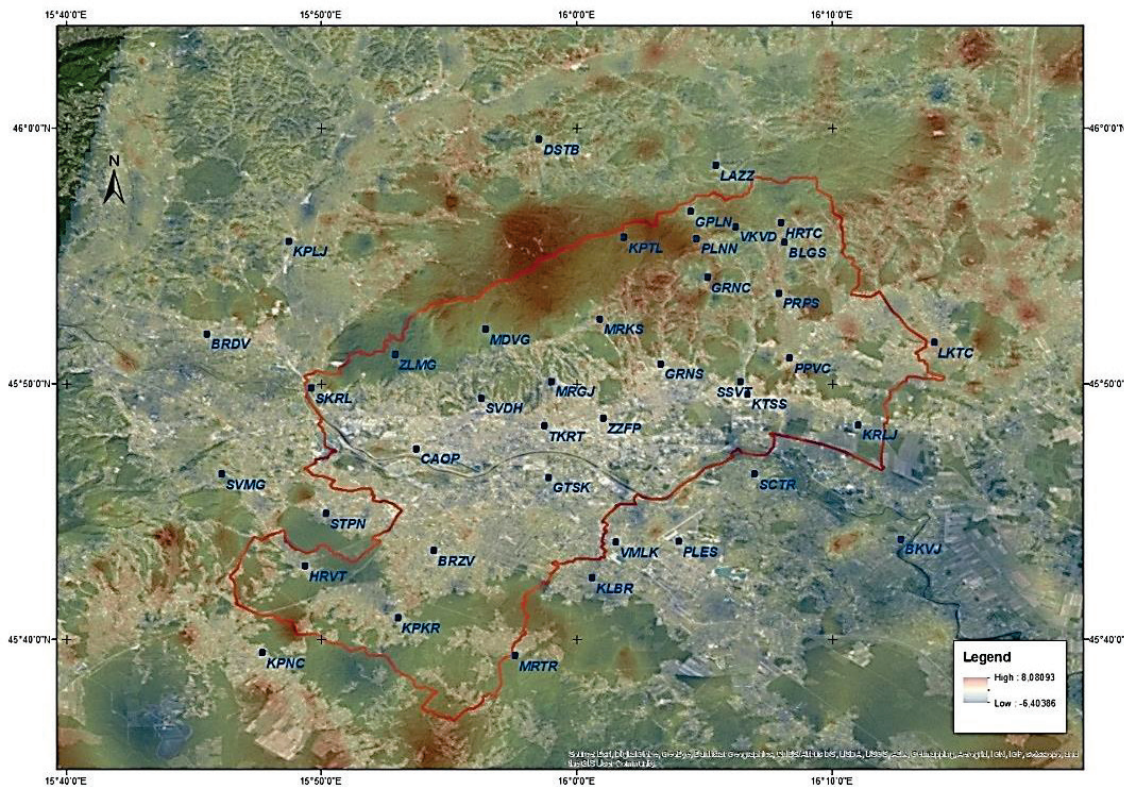 15°40'0"E 15°50'0"E 16°0'0"E 16°10'0"E
46°0'0"N 46°0'0"N
N
DSTB
LAZZ
GPLN
VKVD
HRTC
KPTL
PLNN
BLGS
KPLJ
GRNC
PRPS
MRKS
BRDV
MDVG
LKTC
ZLMG
GRNS
PPVC
45°50'0"N 45°50'0"N
SKRL
MRGJ
SSVT
KTSS
SVDH
ZZFP
TKRT
KRLJ
CAOP
SVMG
GTSK
SCTR
STPN
BRZV
VMLK
PLES
BKVJ
HRVT
KLBR
KPKR
45°40'0"N 45°40'0"N
KPNC
MRTR
Legend
High : 8,08093
Low : -6,40386
15°40'0"E 15°50'0"E 16°0'0"E 16°10'0"E